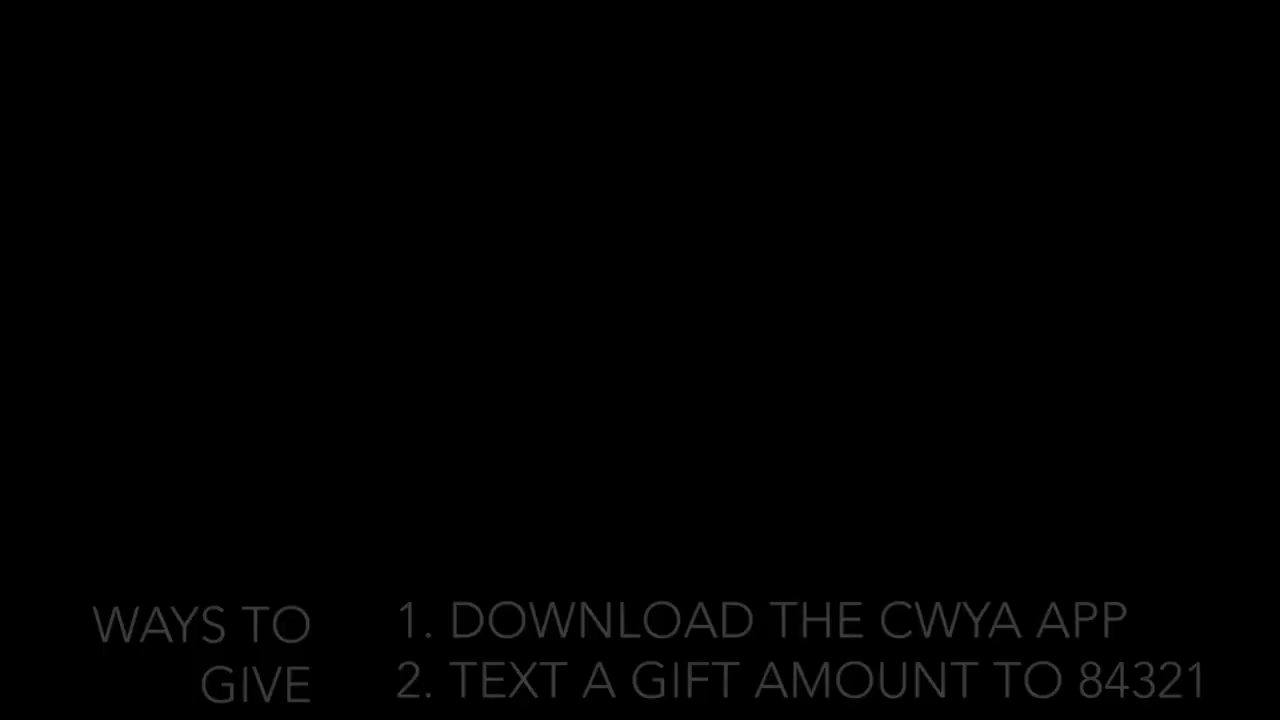 WAYS TO
GIVE
1. DOWNLOAD THE CWYA APP
2. TEXT A GIFT AMOUNT TO 84321